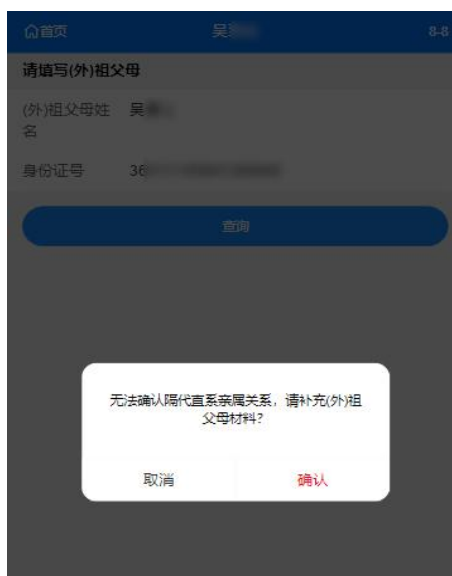 首页 吴 8-8
请填写(外)祖父母
(外)祖父母姓 吴
名
身份证号 36
查询
无法确认隔代直系亲属关系，请补充(外)祖
父母材料？
取消 确认